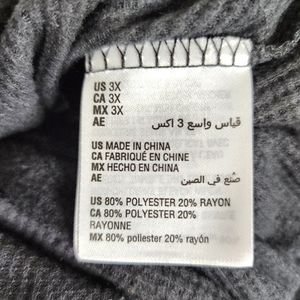 US 3X
CA 3X
MX 3X
AE قياس واسع 3 اكس
US MADE IN CHINA
CA FABRIQUÉ EN CHINE
MX HECHO EN CHINA
AE صنع في الصين
US 80% POLYESTER 20% RAYON
CA 80% POLYESTER 20%
RAYONNE
MX 80% poliester 20% rayón